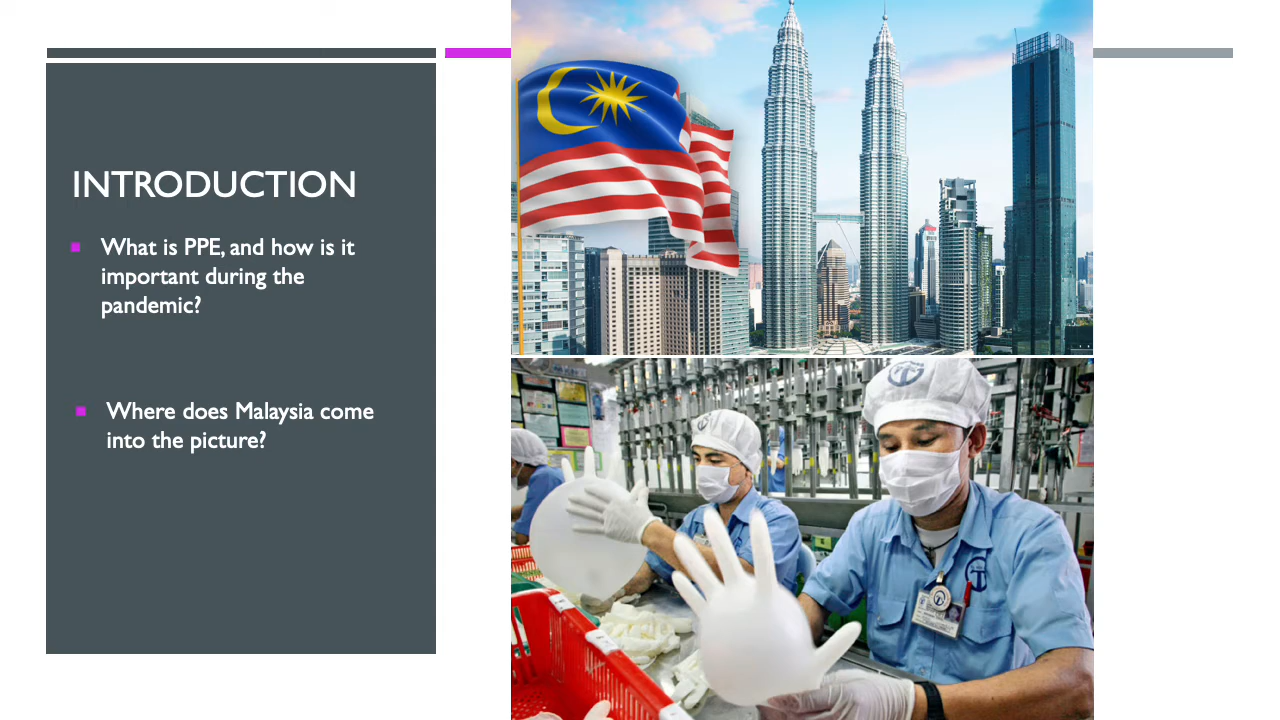 INTRODUCTION
What is PPE, and how is it
important during the
pandemic?
Where does Malaysia come
into the picture?